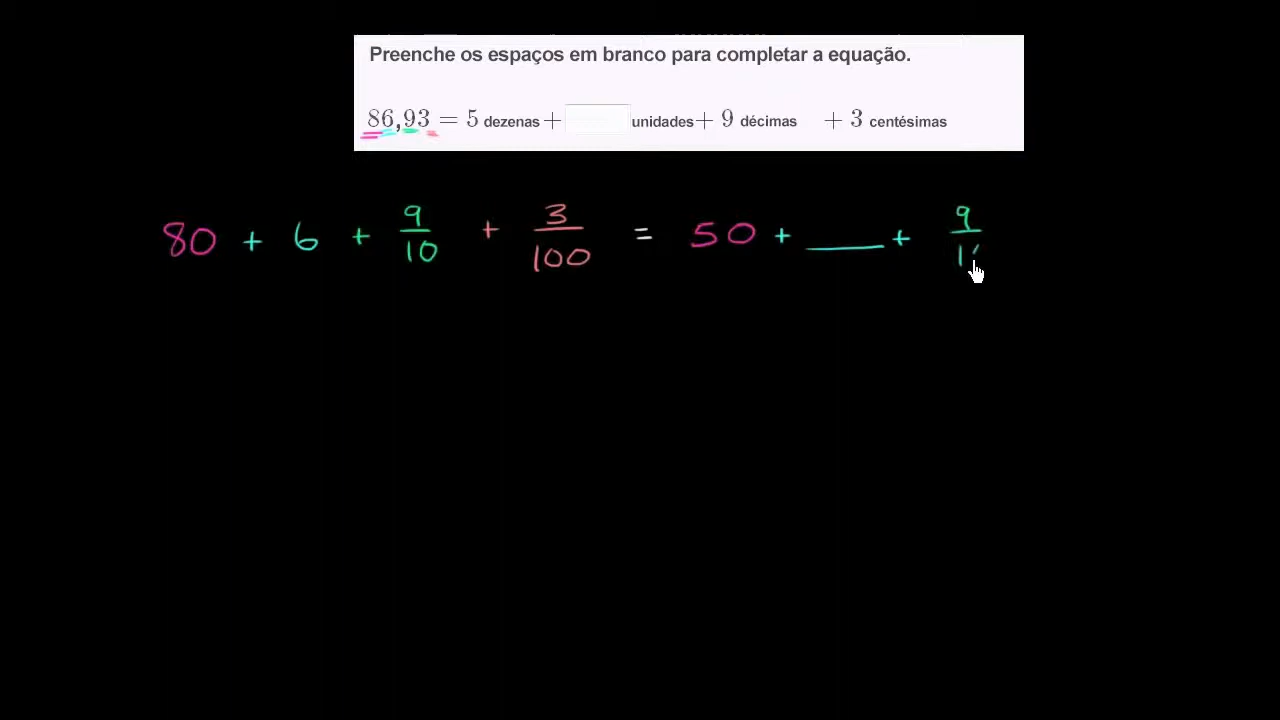 Preenche os espaços em branco para completar a equação.
86,93 = 5 dezenas + unidades + 9 décimas + 3 centésimas
80 + 6 + 9/10 + 3/100 = 50 + ___ + 9/1